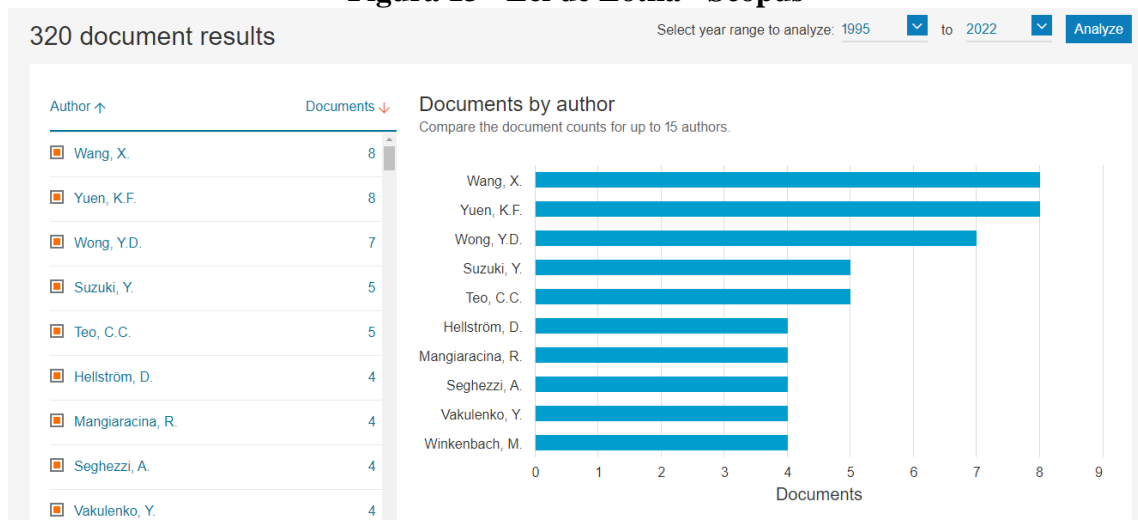 Figura 13 - Lei de Lotka - Scopus
320 document results
Select year range to analyze: 1995 to 2022 Analyze
Author Documents
Wang, X. 8
Yuen, K.F. 8
Wong, Y.D. 7
Suzuki, Y. 5
Teo, C.C. 5
Hellström, D. 4
Mangiaracina, R. 4
Seghezzi, A. 4
Vakulenko, Y. 4
Documents by author
Compare the document counts for up to 15 authors.
Wang, X.
Yuen, K.F.
Wong, Y.D.
Suzuki, Y.
Teo, C.C.
Hellström, D.
Mangiaracina, R.
Seghezzi, A.
Vakulenko, Y.
Winkenbach, M.
0 1 2 3 4 5 6 7 8 9
Documents